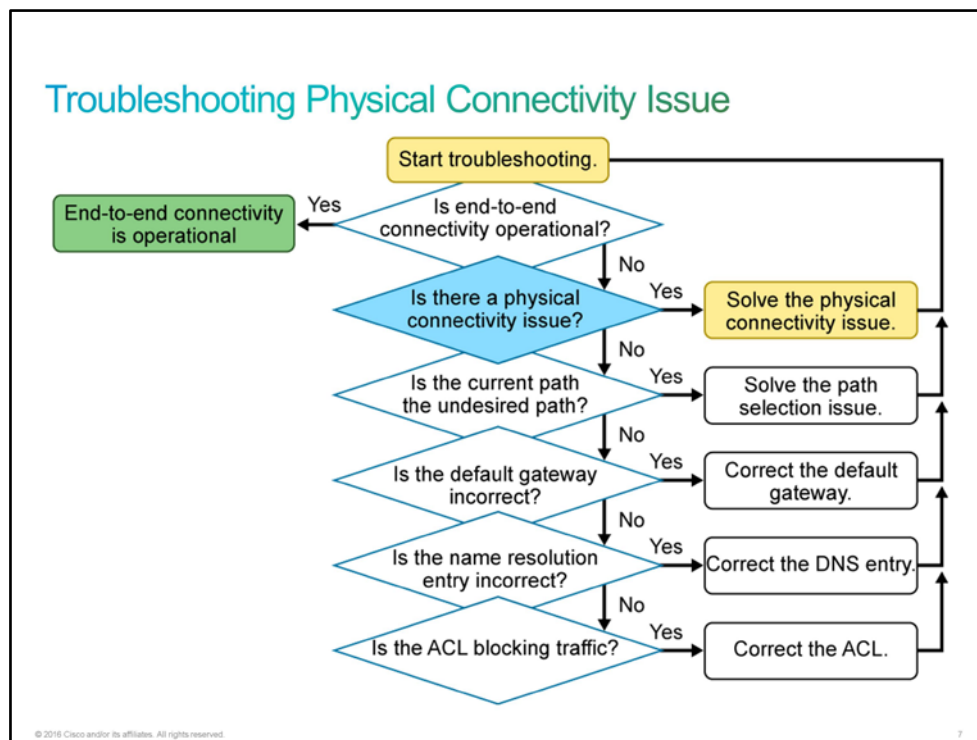 Troubleshooting Physical Connectivity Issue
Start troubleshooting.
End-to-end connectivity
is operational
Yes
Is end-to-end
connectivity operational?
No
Is there a physical
connectivity issue?
Yes
Solve the physical
connectivity issue.
No
Is the current path
the undesired path?
Yes
Solve the path
selection issue.
No
Is the default gateway
incorrect?
Yes
Correct the default
gateway.
No
Is the name resolution
entry incorrect?
Yes
Correct the DNS entry.
No
Is the ACL blocking traffic?
Yes
Correct the ACL.
© 2016 Cisco and/or its affiliates. All rights reserved.
7